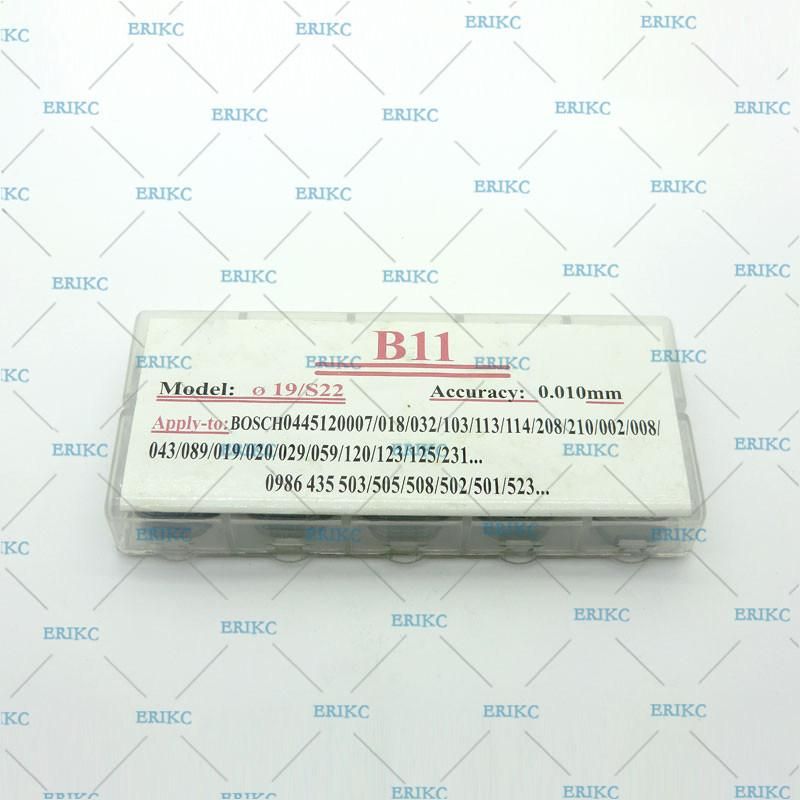 B11
Model: ø 19/S22 Accuracy: 0.010mm
Apply-to:BOSCH0445120007/018/032/103/113/114/208/210/002/008/
043/089/019/020/029/059/120/123/125/231...
0986 435 503/505/508/502/501/523...
ERIKC